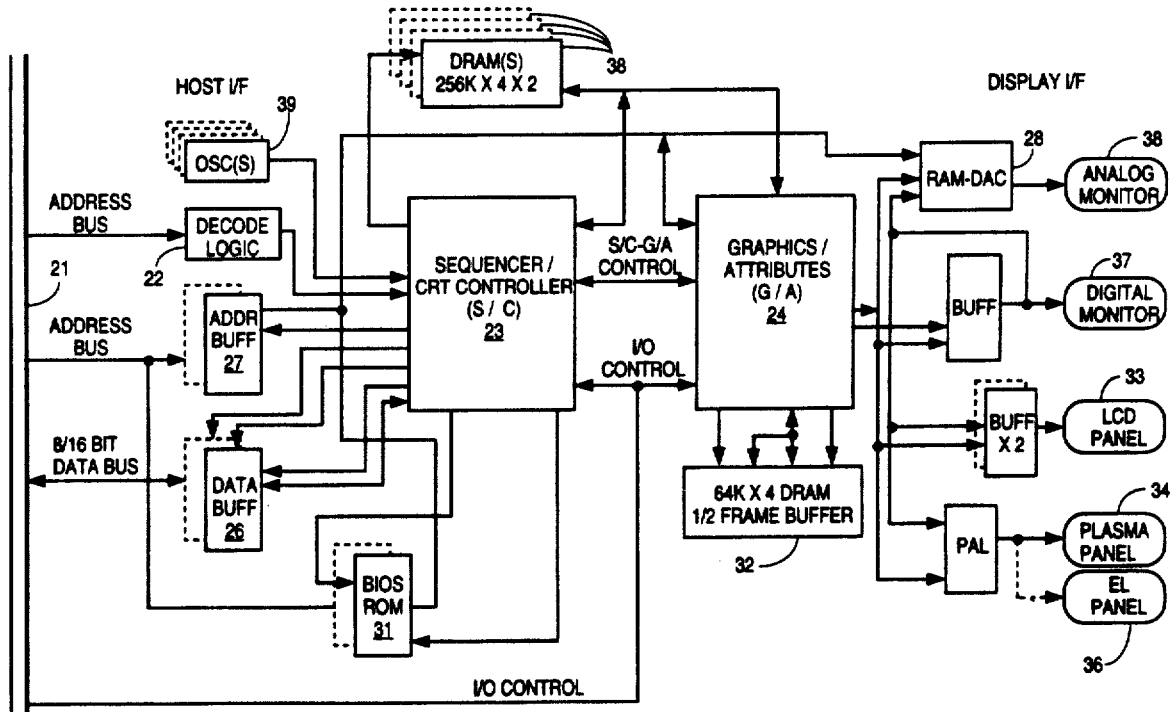 HOST I/F
DRAM(S)
256K X 4 X 2
38
DISPLAY I/F
39
OSC(S)
28
38
RAM-DAC
ANALOG
MONITOR
ADDRESS
BUS
DECODE
LOGIC
22
21
SEQUENCER /
CRT CONTROLLER
(S / C)
23
S/C-G/A
CONTROL
GRAPHICS /
ATTRIBUTES
(G / A)
24
37
BUFF
DIGITAL
MONITOR
ADDRESS
BUS
ADDR
BUFF
27
I/O
CONTROL
33
BUFF
X 2
LCD
PANEL
8/16 BIT
DATA BUS
DATA
BUFF
26
64K X 4 DRAM
1/2 FRAME BUFFER
32
34
PAL
PLASMA
PANEL
EL
PANEL
36
BIOS
ROM
31
I/O CONTROL